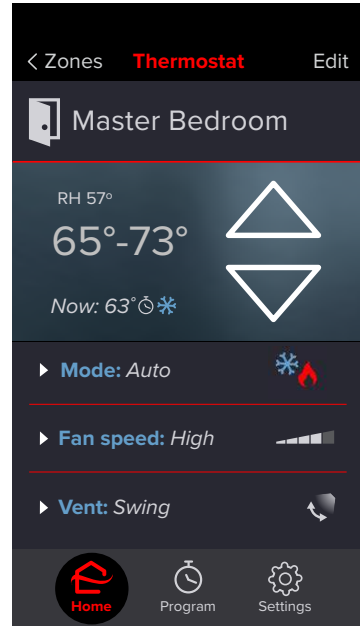 Zones Thermostat Edit
Master Bedroom
RH 57º
65°-73°
Now: 63°
Mode: Auto
Fan speed: High
Vent: Swing
Home Program Settings